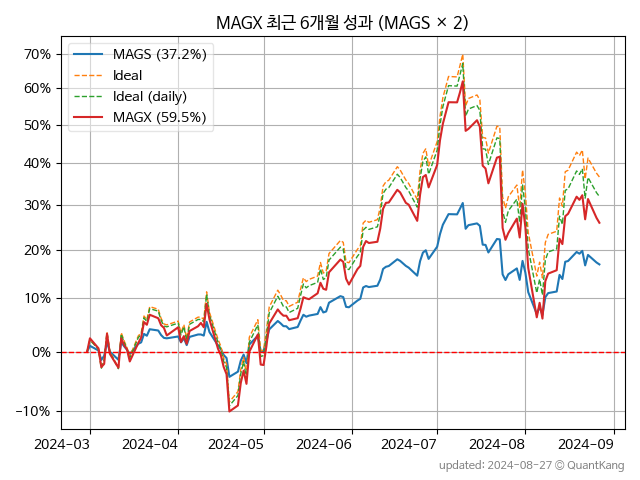 MAGX 최근 6개월 성과 (MAGS × 2)
MAGS (37.2%)
Ideal
Ideal (daily)
MAGX (59.5%)
70%
60%
50%
40%
30%
20%
10%
0%
−10%
2024-03 2024-04 2024-05 2024-06 2024-07 2024-08 2024-09
updated: 2024-08-27 © QuantKang